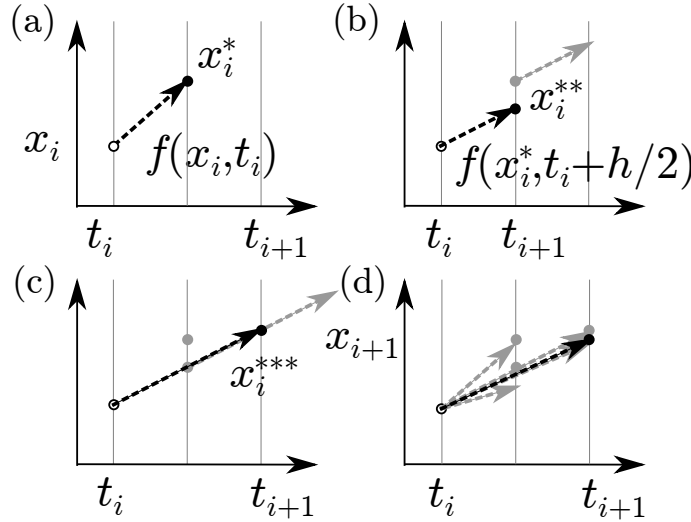 (a)
x_i^*
x_i
f(x_i,t_i)
t_i
t_{i+1}
(b)
x_i^{**}
f(x_i^*,t_i+h/2)
t_i
t_{i+1}
(c)
x_i^{***}
t_i
t_{i+1}
(d)
x_{i+1}
t_i
t_{i+1}